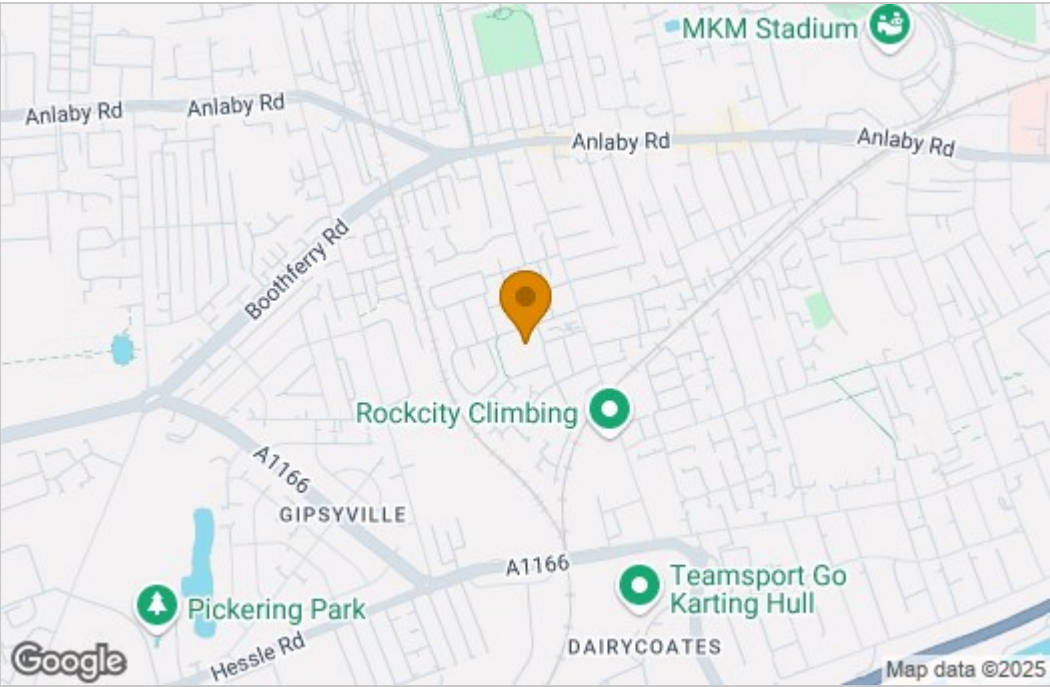 MKM Stadium
Anlaby Rd
Anlaby Rd
Anlaby Rd
Anlaby Rd
Boothferry Rd
Rockcity Climbing
A1166
GIPSYVILLE
A1166
Teamsport Go
Karting Hull
Pickering Park
Hessle Rd
DAIRYCOATES
Google
Map data ©2025